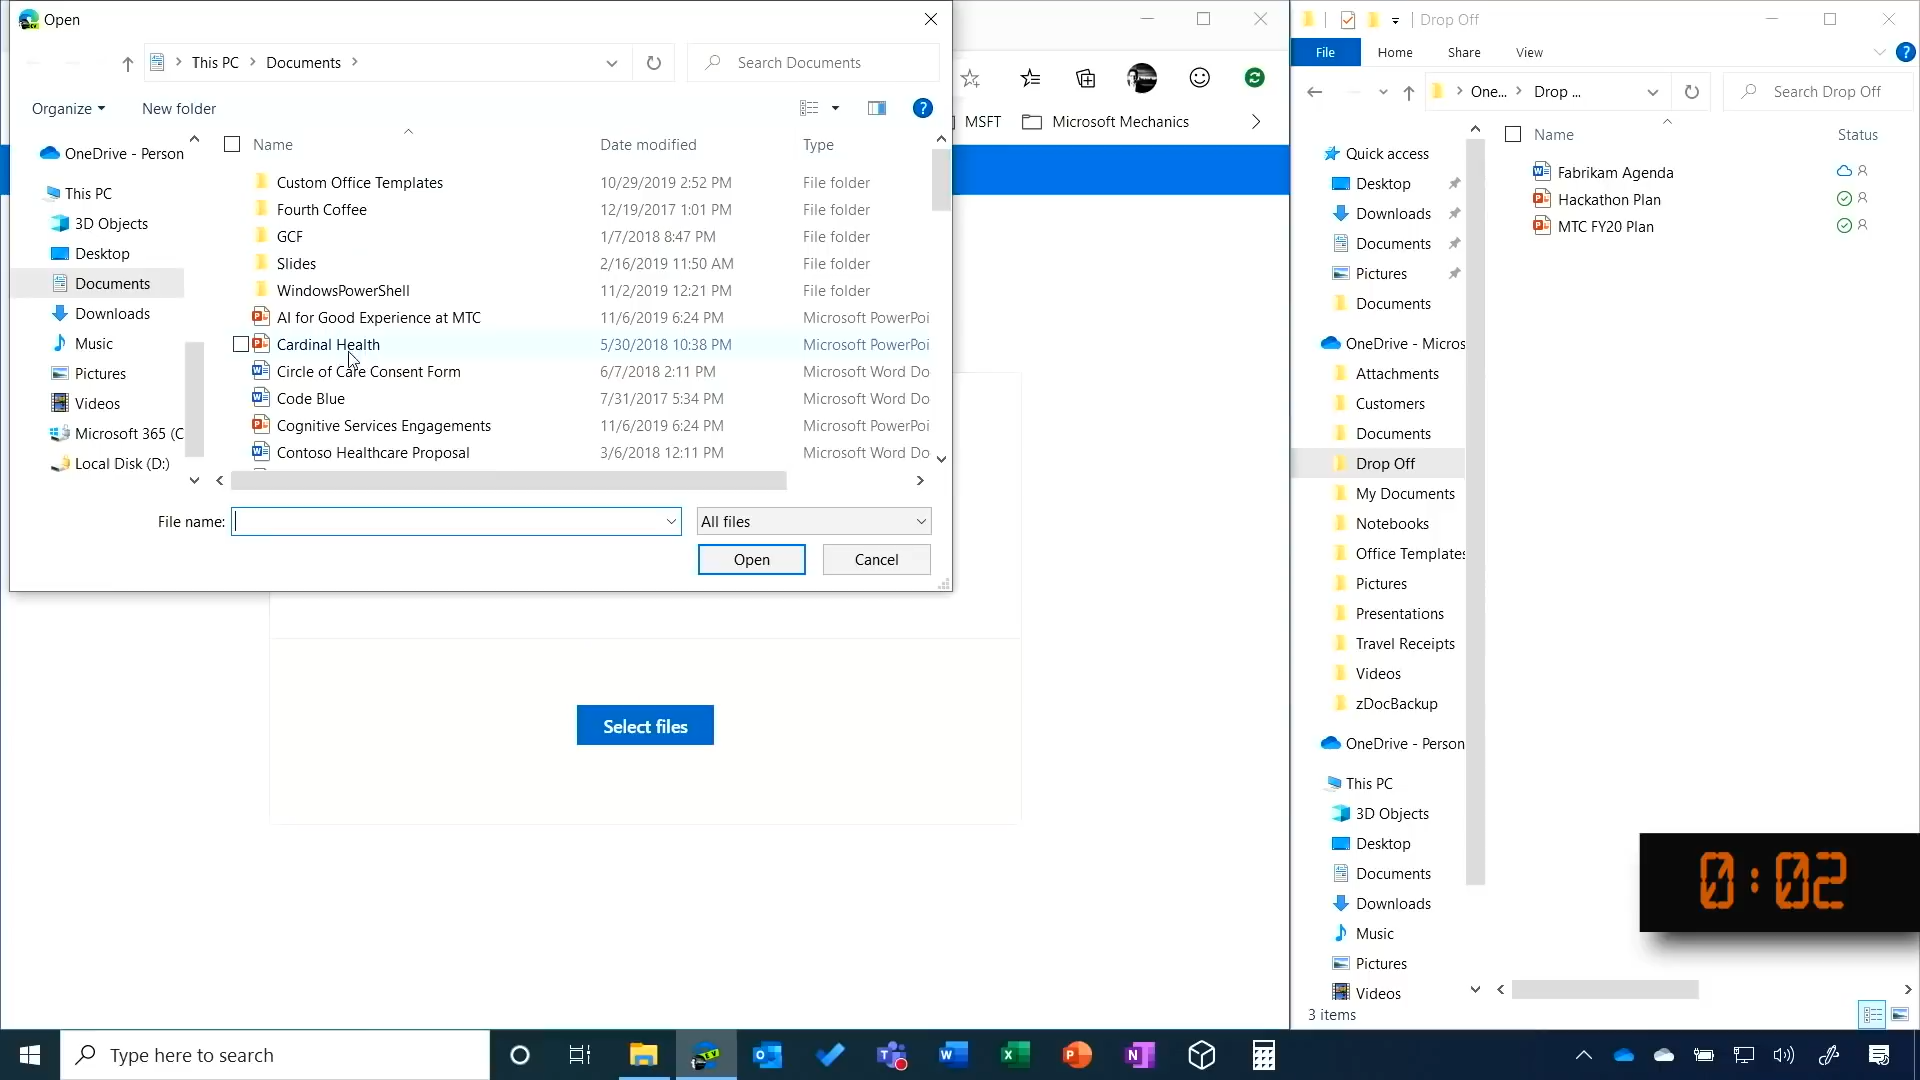 Open
This PC
Documents
Search Documents
Organize
New folder
Name
Date modified
Type
OneDrive - Person
This PC
3D Objects
Desktop
Documents
Downloads
Music
Pictures
Videos
Microsoft 365 (C
Local Disk (D:)
Custom Office Templates 10/29/2019 2:52 PM File folder
Fourth Coffee 12/19/2017 1:01 PM File folder
GCF 1/7/2018 8:47 PM File folder
Slides 2/16/2019 11:50 AM File folder
WindowsPowerShell 11/2/2019 12:21 PM File folder
AI for Good Experience at MTC 11/6/2019 6:24 PM Microsoft PowerPoi
Cardinal Health 5/30/2018 10:38 PM Microsoft PowerPoi
Circle of Care Consent Form 6/7/2018 2:11 PM Microsoft Word Do
Code Blue 7/31/2017 5:34 PM Microsoft Word Do
Cognitive Services Engagements 11/6/2019 6:24 PM Microsoft PowerPoi
Contoso Healthcare Proposal 3/6/2018 12:11 PM Microsoft Word Do
File name:
All files
Open
Cancel
MSFT
Microsoft Mechanics
Select files
Drop Off
File
Home
Share
View
One...
Drop ...
Search Drop Off
Name
Status
Fabrikam Agenda
Hackathon Plan
MTC FY20 Plan
Quick access
Desktop
Downloads
Documents
Pictures
Documents
OneDrive - Micros
Attachments
Customers
Documents
Drop Off
My Documents
Notebooks
Office Templates
Pictures
Presentations
Travel Receipts
Videos
zDocBackup
OneDrive - Person
This PC
3D Objects
Desktop
Documents
Downloads
Music
Pictures
Videos
3 items
0:02
Type here to search